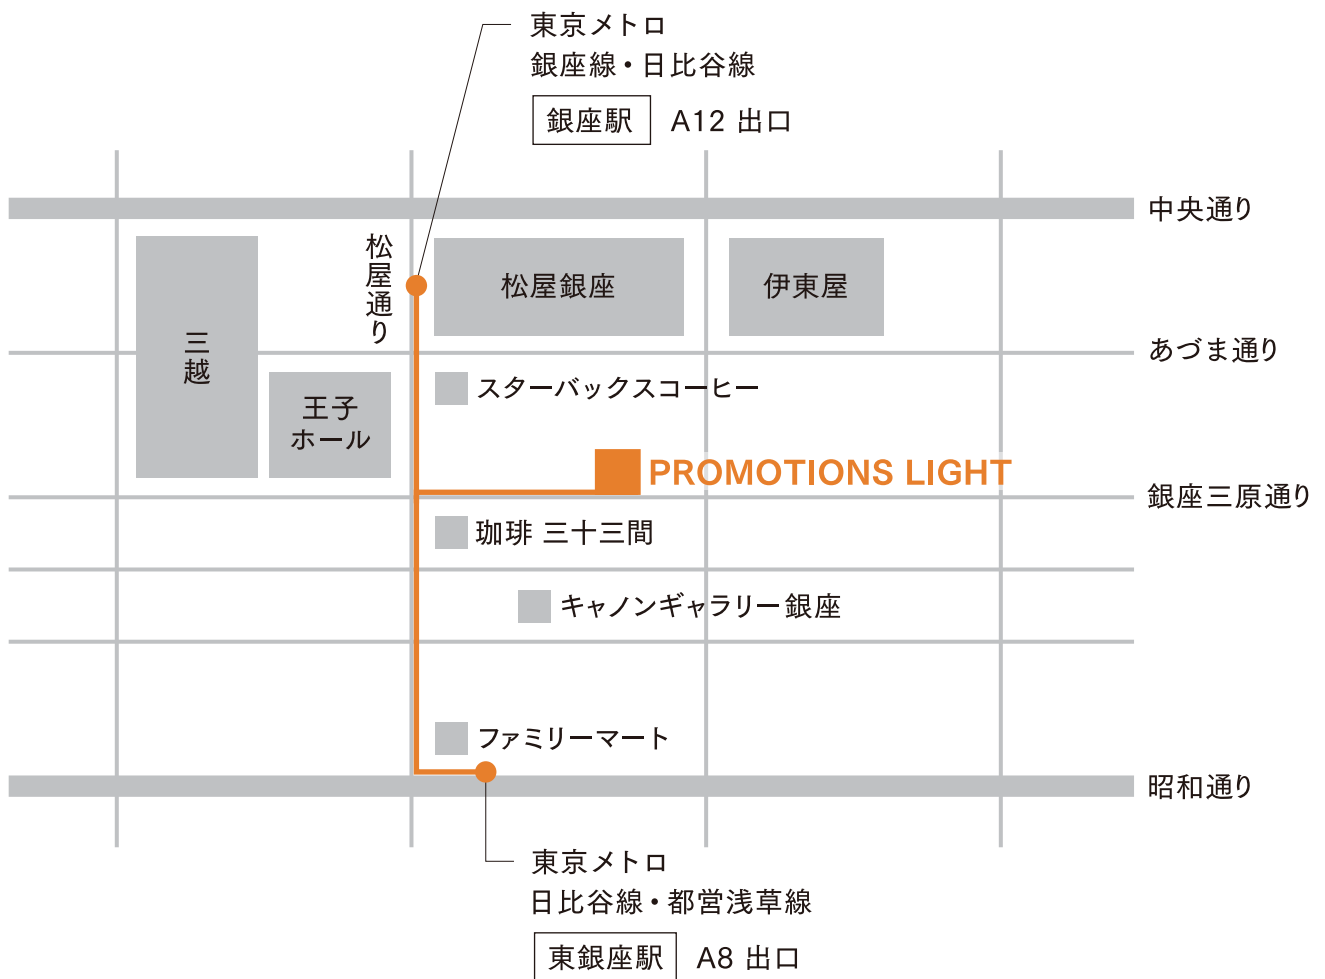 東京メトロ
銀座線・日比谷線
銀座駅 A12 出口
中央通り
松屋通り
松屋銀座
伊東屋
三越
あづま通り
スターバックスコーヒー
王子
ホール
PROMOTIONS LIGHT
銀座三原通り
珈琲 三十三間
キャノンギャラリー銀座
ファミリーマート
昭和通り
東京メトロ
日比谷線・都営浅草線
東銀座駅 A8 出口